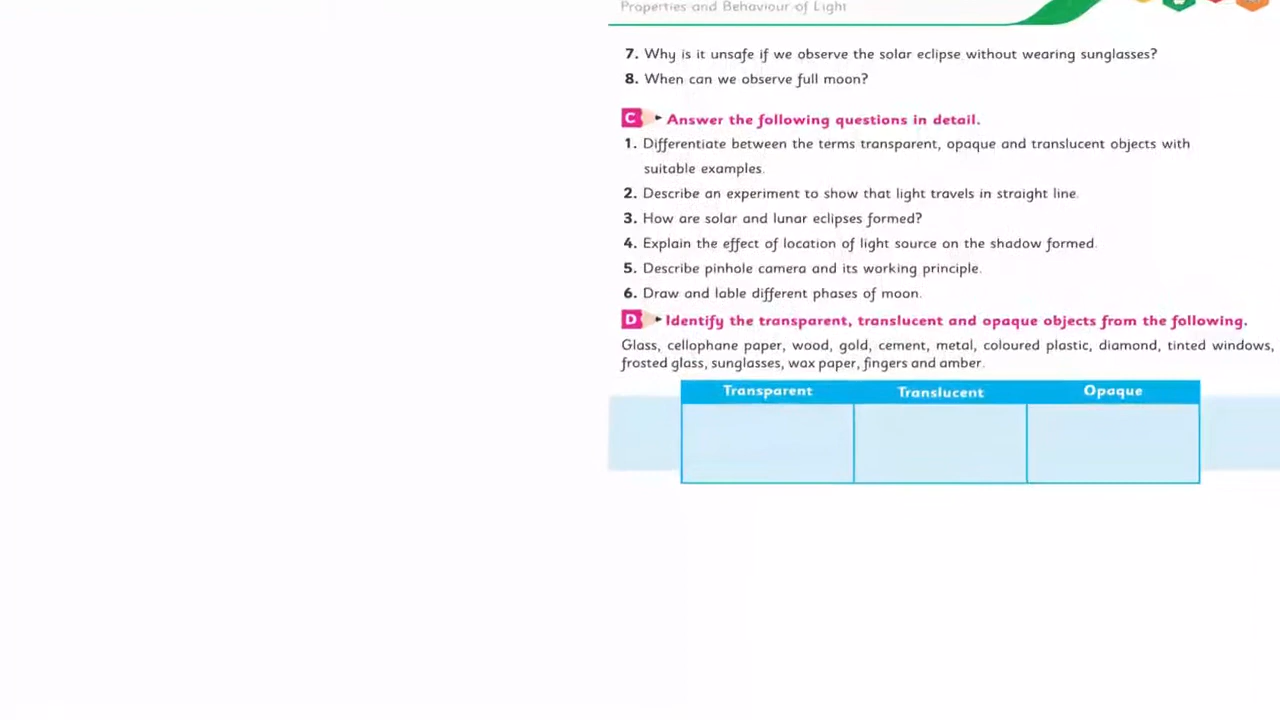 Properties and Behaviour of Light
7. Why is it unsafe if we observe the solar eclipse without wearing sunglasses?
8. When can we observe full moon?
C Answer the following questions in detail.
1. Differentiate between the terms transparent, opaque and translucent objects with
suitable examples.
2. Describe an experiment to show that light travels in straight line.
3. How are solar and lunar eclipses formed?
4. Explain the effect of location of light source on the shadow formed.
5. Describe pinhole camera and its working principle.
6. Draw and lable different phases of moon.
D Identify the transparent, translucent and opaque objects from the following.
Glass, cellophane paper, wood, gold, cement, metal, coloured plastic, diamond, tinted windows,
frosted glass, sunglasses, wax paper, fingers and amber.
Transparent Translucent Opaque